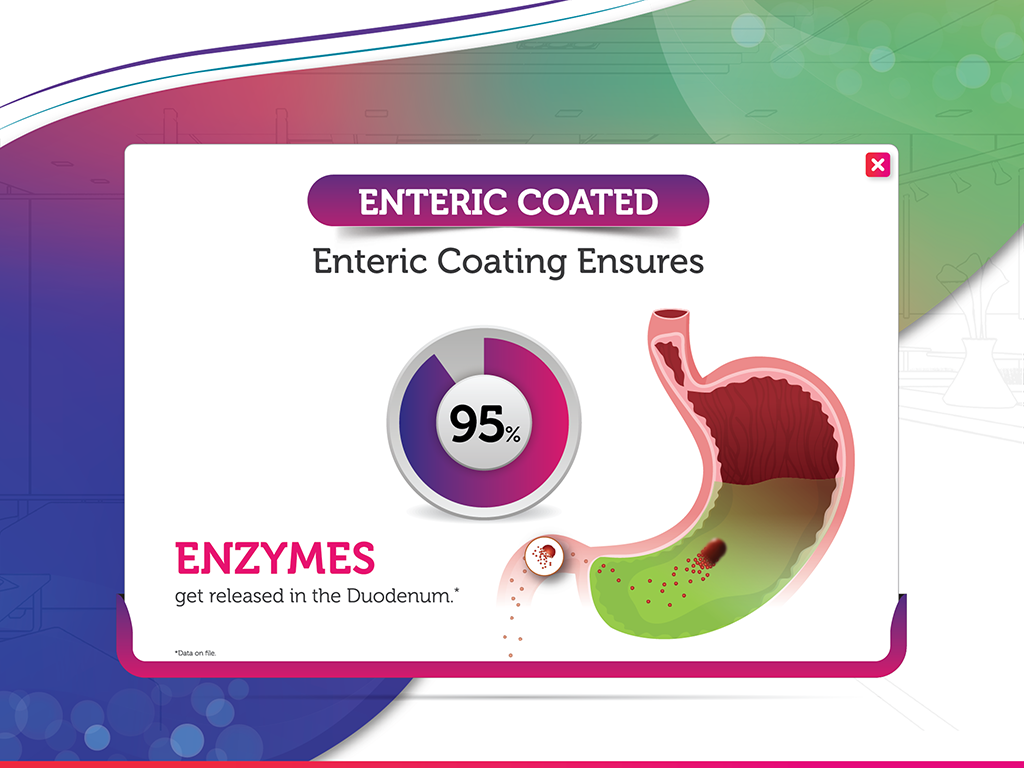 ENTERIC COATED
Enteric Coating Ensures
95%
ENZYMES
get released in the Duodenum.*
*Data on file.